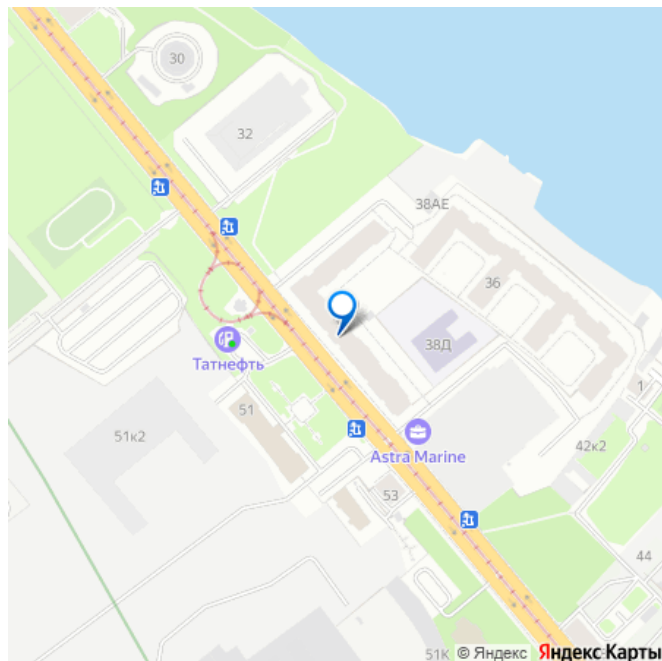 30
32
38АЕ
36
38Д
Татнефть
51
1
51к2
Astra Marine
42к2
53
44
51К
© Яндекс
Яндекс Карты